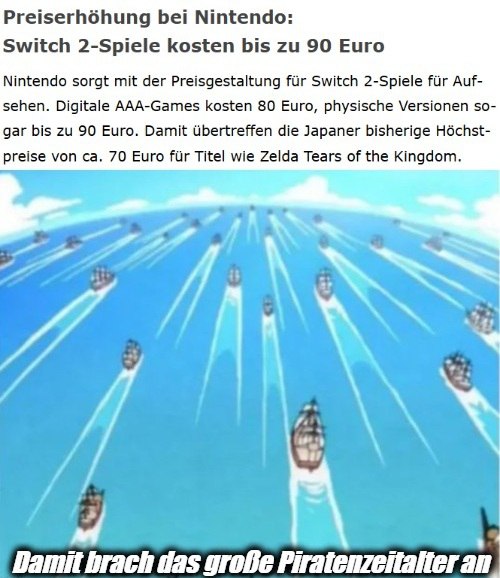 Preiserhöhung bei Nintendo:
Switch 2-Spiele kosten bis zu 90 Euro
Nintendo sorgt mit der Preisgestaltung für Switch 2-Spiele für Auf-
sehen. Digitale AAA-Games kosten 80 Euro, physische Versionen so-
gar bis zu 90 Euro. Damit übertreffen die Japaner bisherige Höchst-
preise von ca. 70 Euro für Titel wie Zelda Tears of the Kingdom.
Damit brach das große Piratenzeitalter an